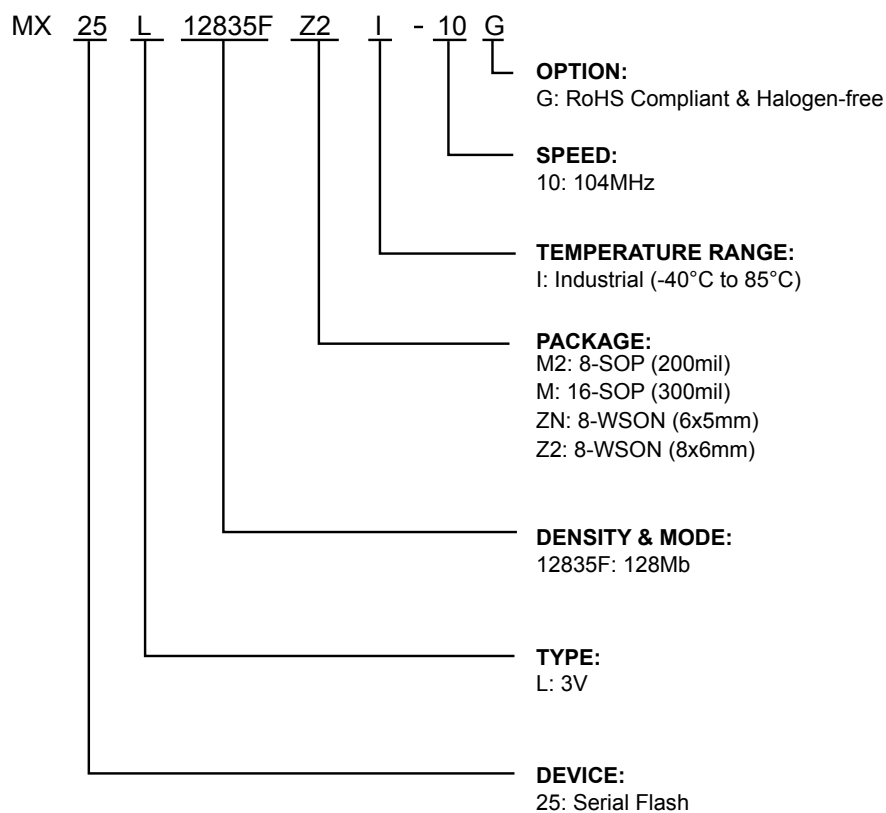 MX 25 L 12835F Z2 I - 10 G
OPTION:
G: RoHS Compliant & Halogen-free
SPEED:
10: 104MHz
TEMPERATURE RANGE:
I: Industrial (-40°C to 85°C)
PACKAGE:
M2: 8-SOP (200mil)
M: 16-SOP (300mil)
ZN: 8-WSON (6x5mm)
Z2: 8-WSON (8x6mm)
DENSITY & MODE:
12835F: 128Mb
TYPE:
L: 3V
DEVICE:
25: Serial Flash